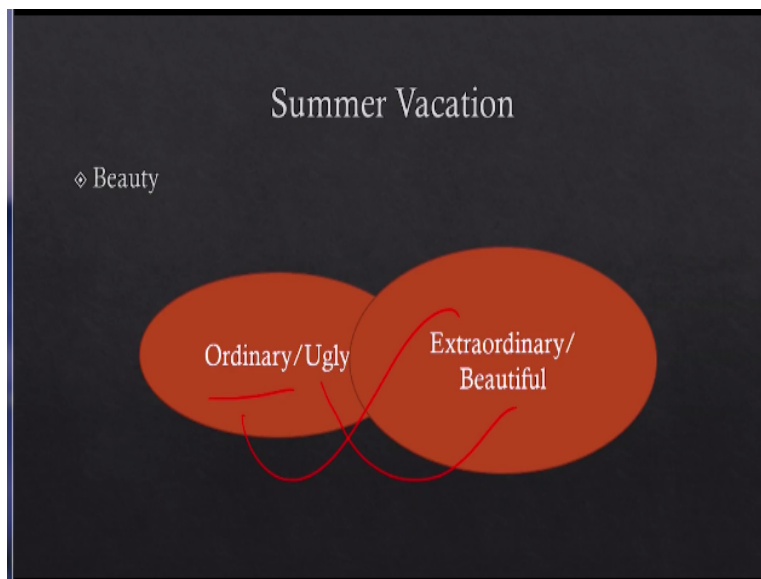 Summer Vacation
Beauty
Ordinary/Ugly
Extraordinary/
Beautiful